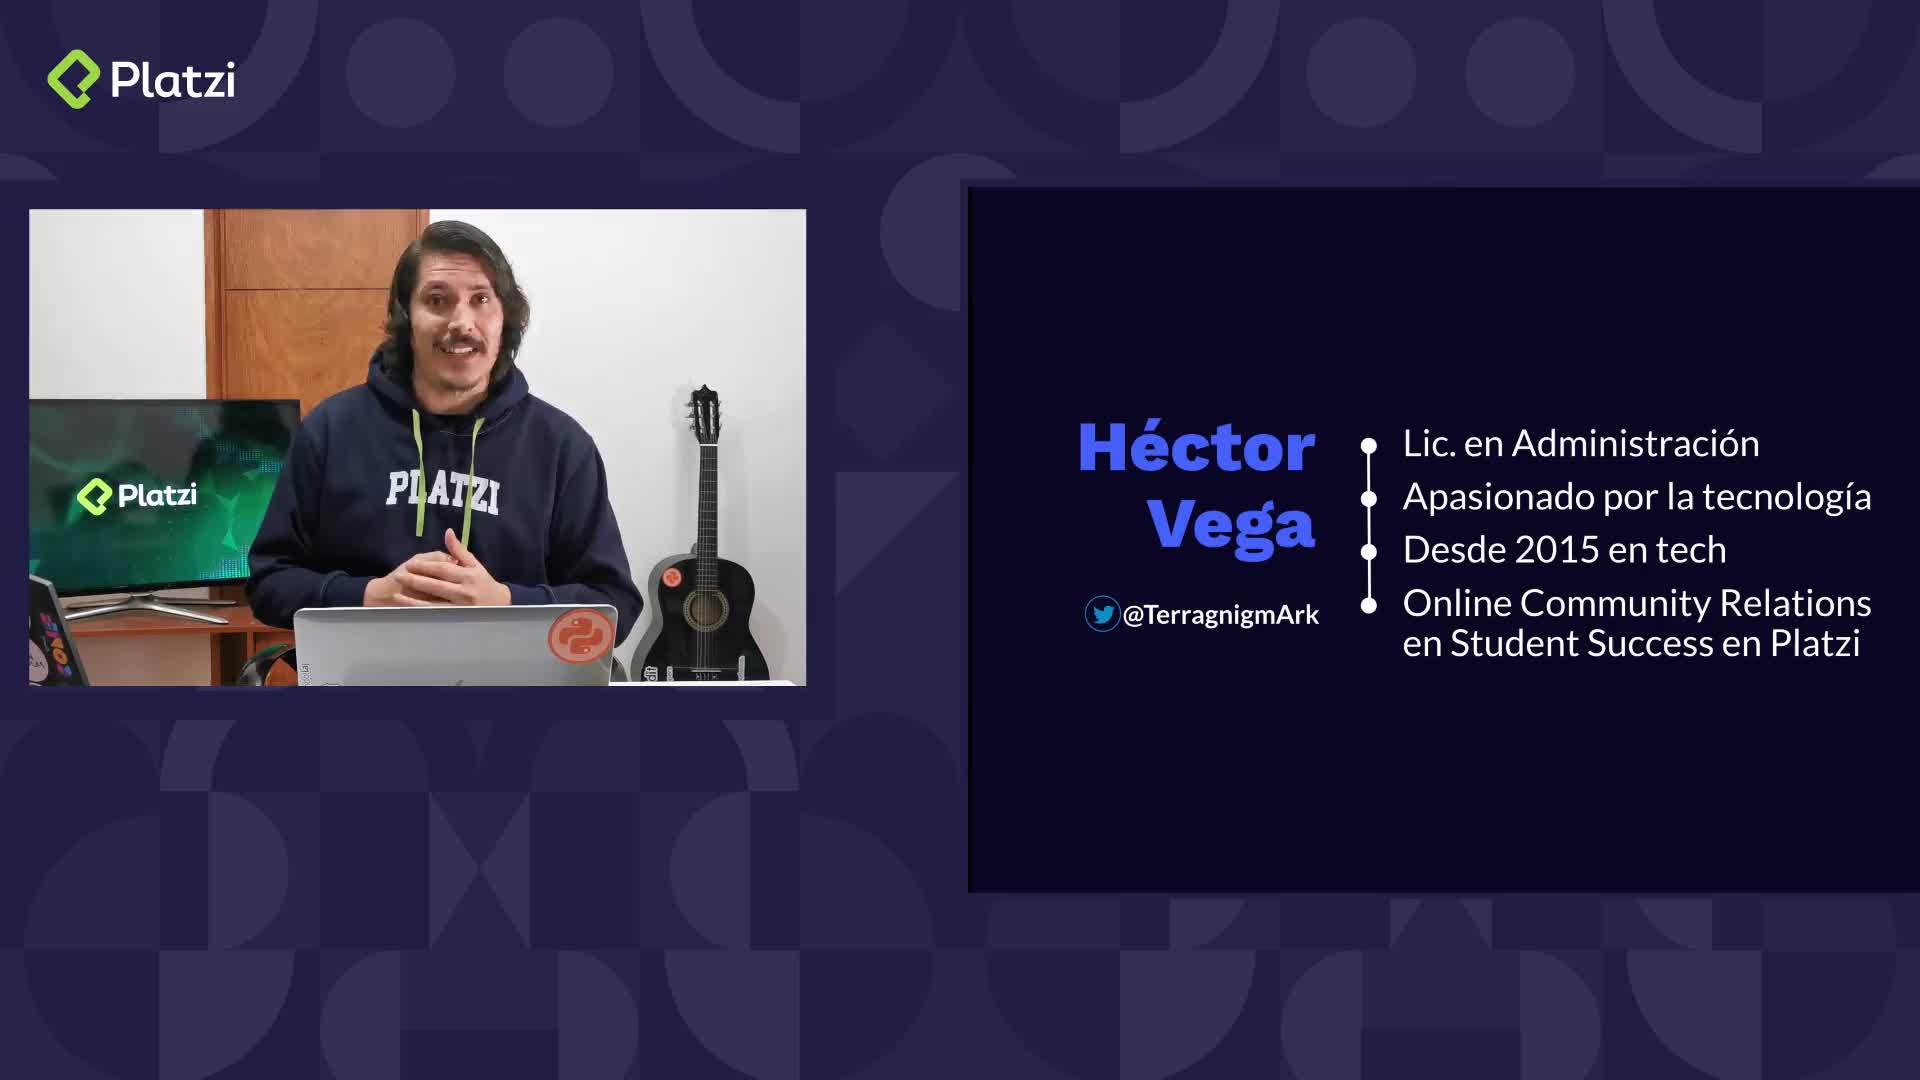 Platzi
Platzi
PLATZI
Héctor
Vega
@TerragnigmArk
Lic. en Administración
Apasionado por la tecnología
Desde 2015 en tech
Online Community Relations
en Student Success en Platzi